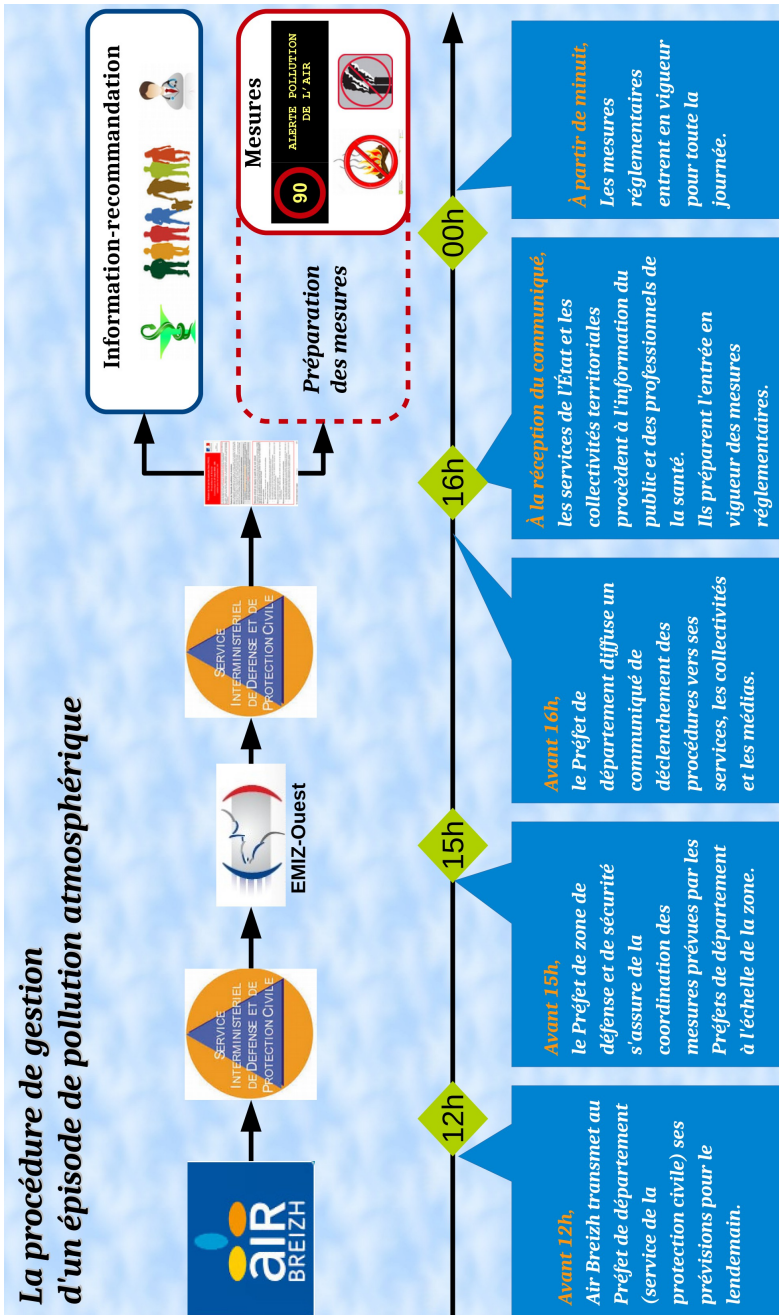 La procédure de gestion
d'un épisode de pollution atmosphérique
aiR
BREIZH
SERVICE
INTERMINISTERIEL
DE DEFENSE ET DE
PROTECTION CIVILE
EMIZ-Ouest
SERVICE
INTERMINISTERIEL
DE DEFENSE ET DE
PROTECTION CIVILE
Information-recommandation
Préparation
des mesures
Mesures
90
ALERTE POLLUTION
DE L'AIR
12h
15h
16h
00h
Avant 12h,
Air Breizh transmet au
Préfet de département
(service de la
protection civile) ses
prévisions pour le
lendemain.
Avant 15h,
le Préfet de zone de
défense et de sécurité
s'assure de la
coordination des
mesures prévues par les
Préfets de département
à l'échelle de la zone.
Avant 16h,
le Préfet de
département diffuse un
communiqué de
déclenchement des
procédures vers ses
services, les collectivités
et les médias.
À la réception du communiqué,
les services de l'État et les
collectivités territoriales
procèdent à l'information du
public et des professionnels de
la santé.
Ils préparent l'entrée en
vigueur des mesures
réglementaires.
À partir de minuit,
Les mesures
réglementaires
entrent en vigueur
pour toute la
journée.